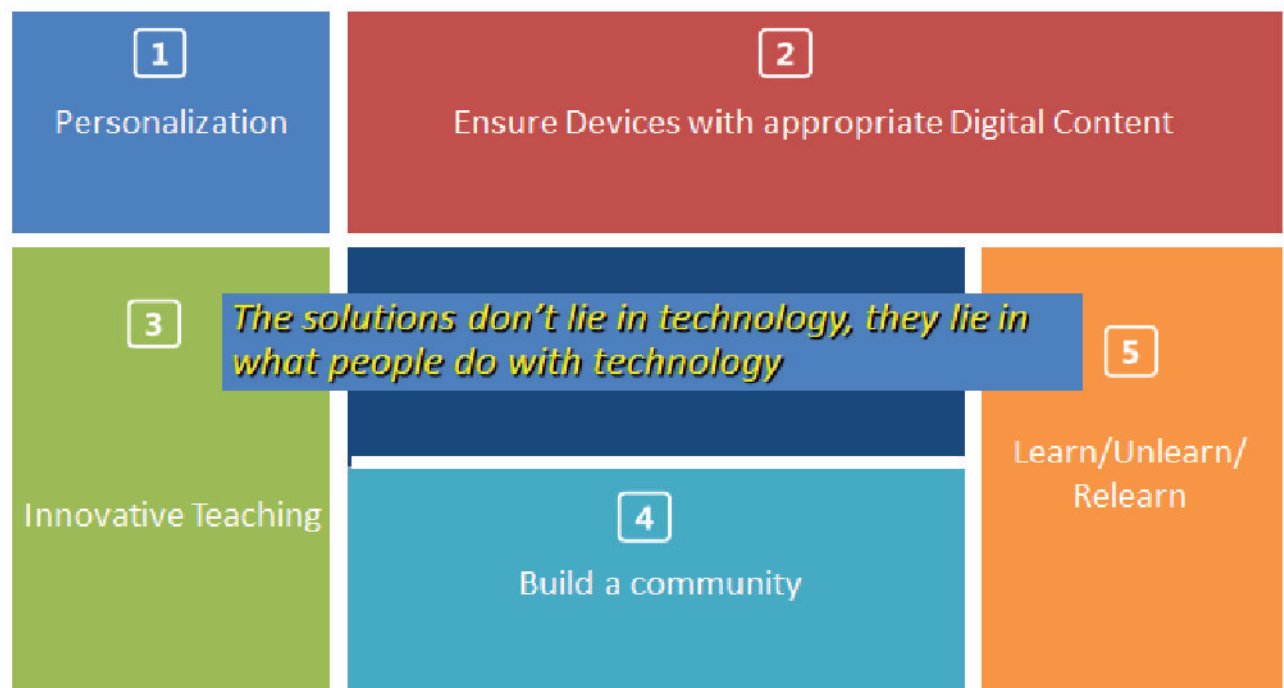 1
Personalization
2
Ensure Devices with appropriate Digital Content
3
Innovative Teaching
The solutions don’t lie in technology, they lie in
what people do with technology
4
Build a community
5
Learn/Unlearn/
Relearn